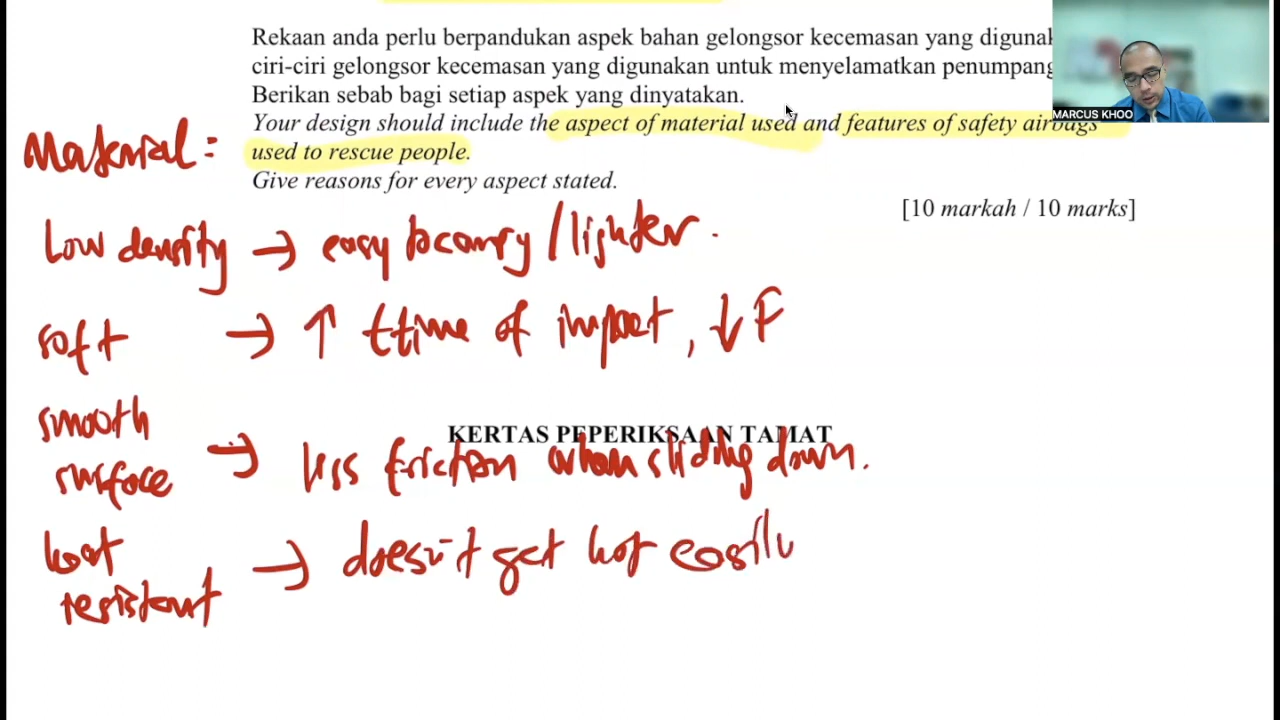 Rekaan anda perlu berpandukan aspek bahan gelongsor kecemasan yang digunak
ciri-ciri gelongsor kecemasan yang digunakan untuk menyelamatkan penumpang
Berikan sebab bagi setiap aspek yang dinyatakan.
Your design should include the aspect of material used and features of safety airbags
used to rescue people.
Give reasons for every aspect stated.
[10 markah / 10 marks]
MARCUS KHOO
Material:
Low density → easy to carry / lighter.
soft → ↑ ttime of impact, ↓ F
KERTAS PEPERIKSAAN TAMAT
smooth
surface → less friction when sliding down.
heat
resistant → doesn't get hot easily